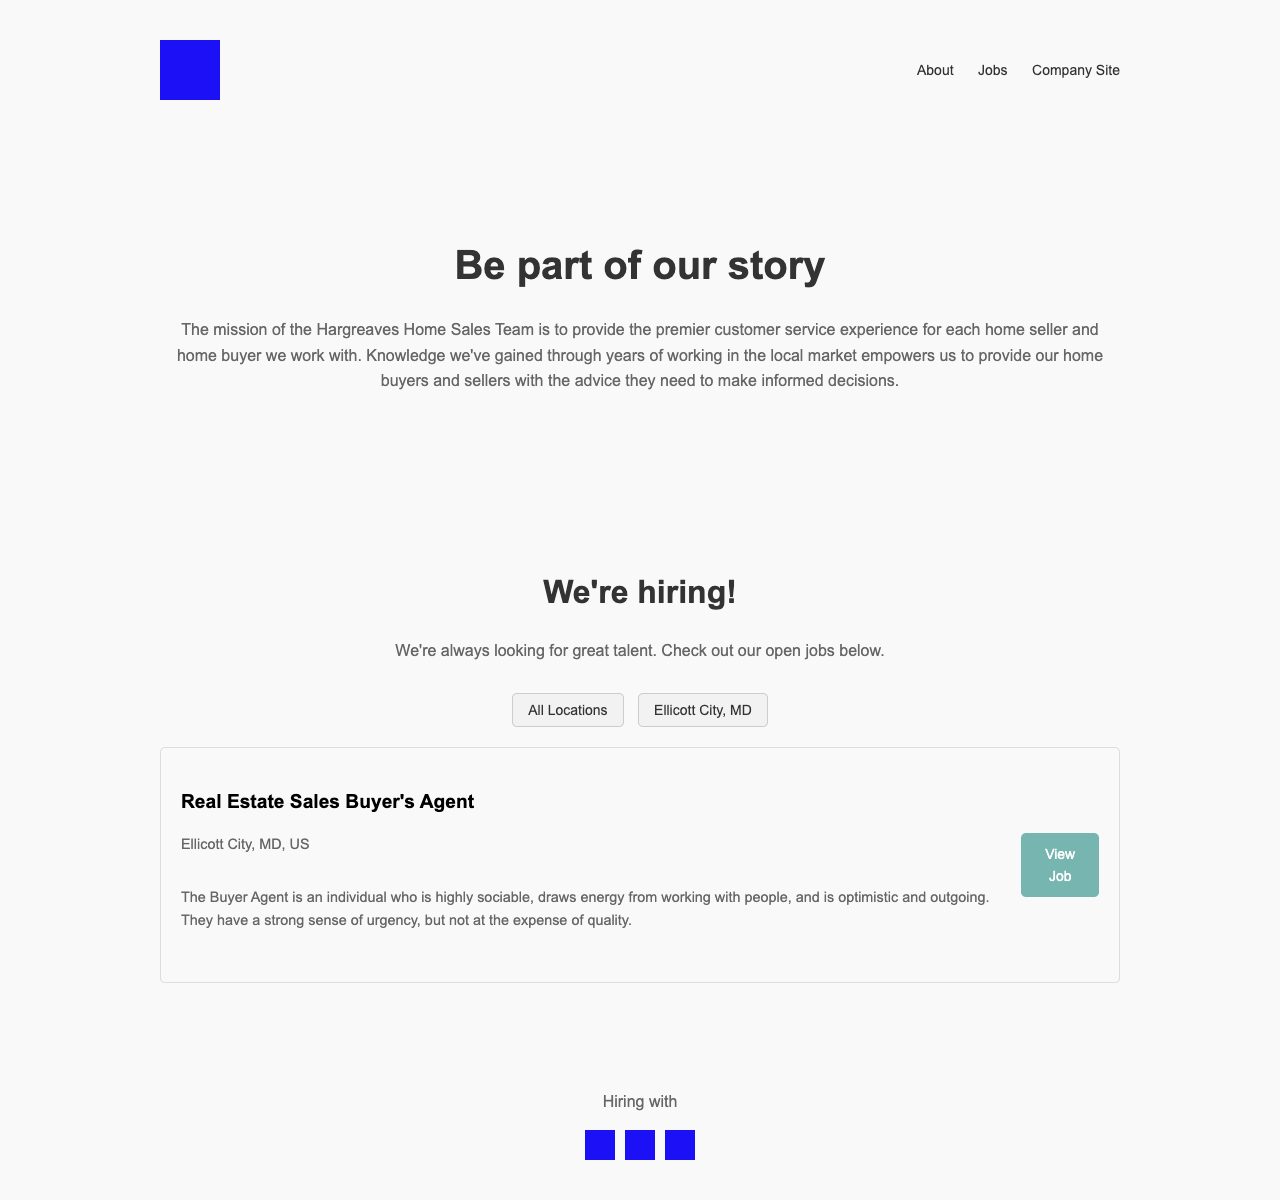 About Jobs Company Site
Be part of our story
The mission of the Hargreaves Home Sales Team is to provide the premier customer service experience for each home seller and
home buyer we work with. Knowledge we've gained through years of working in the local market empowers us to provide our home
buyers and sellers with the advice they need to make informed decisions.
We're hiring!
We're always looking for great talent. Check out our open jobs below.
All Locations Ellicott City, MD
Real Estate Sales Buyer's Agent
Ellicott City, MD, US
View
Job
The Buyer Agent is an individual who is highly sociable, draws energy from working with people, and is optimistic and outgoing.
They have a strong sense of urgency, but not at the expense of quality.
Hiring with